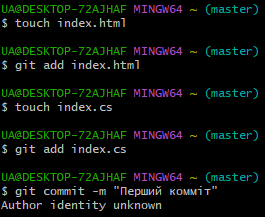 UA@DESKTOP-72AJHAF MINGW64 ~ (master)
$ touch index.html
UA@DESKTOP-72AJHAF MINGW64 ~ (master)
$ git add index.html
UA@DESKTOP-72AJHAF MINGW64 ~ (master)
$ touch index.cs
UA@DESKTOP-72AJHAF MINGW64 ~ (master)
$ git add index.cs
UA@DESKTOP-72AJHAF MINGW64 ~ (master)
$ git commit -m "Перший комміт"
Author identity unknown